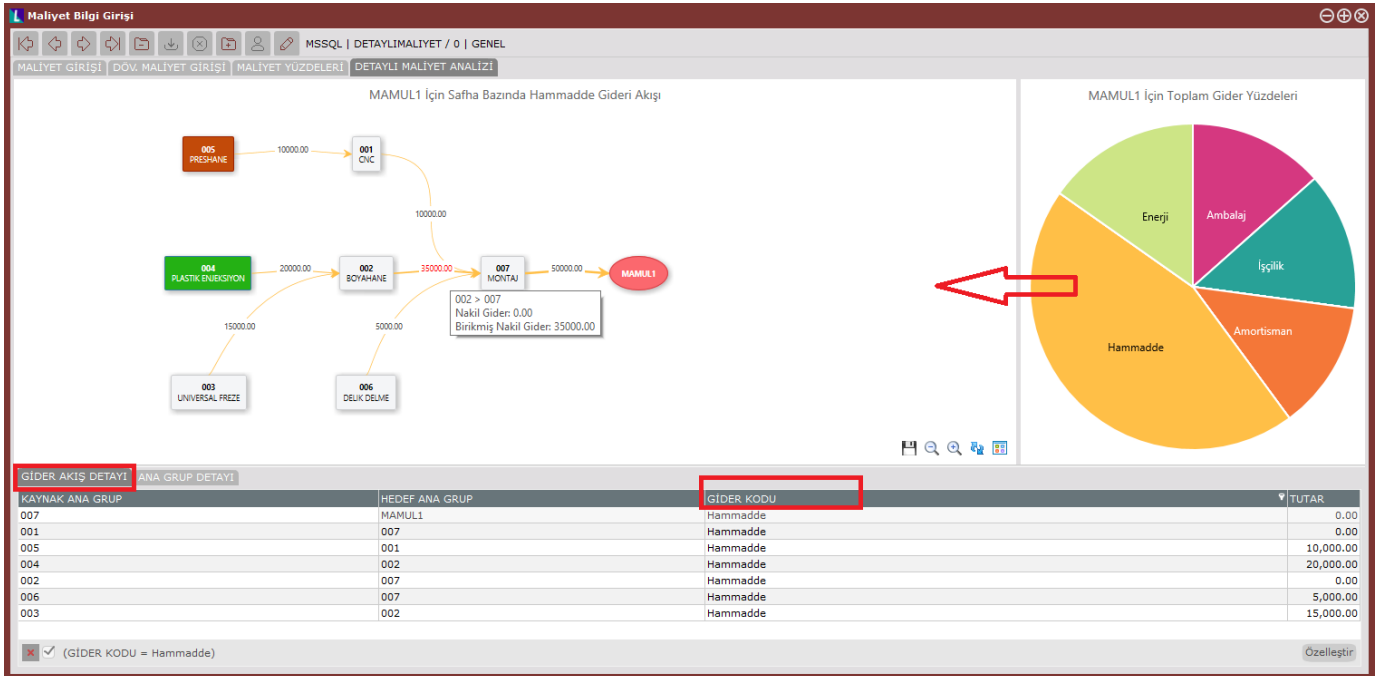 Maliyet Bilgi Girişi
MSSQL | DETAYLIMALIYET / 0 | GENEL
MALİYET GİRİŞİ DÖV. MALİYET GİRİŞİ MALİYET YÜZDELERİ DETAYLI MALİYET ANALİZİ
MAMUL1 İçin Safha Bazında Hammadde Gideri Akışı
005
PRESHANE
10000.00
001
CNC
10000.00
004
PLASTIK ENJEKSIYON
20000.00
002
BOYAHANE
35000.00
007
MONTAJ
50000.00
MAMUL1
002 > 007
Nakil Gider: 0.00
Birikmiş Nakil Gider: 35000.00
15000.00
5000.00
003
UNIVERSAL FREZE
006
DELIK DELME
MAMUL1 İçin Toplam Gider Yüzdeleri
Enerji
Ambalaj
İşçilik
Amortisman
Hammadde
GİDER AKIŞ DETAYI ANA GRUP DETAYI
KAYNAK ANA GRUP HEDEF ANA GRUP GİDER KODU TUTAR
007 MAMUL1 Hammadde 0.00
001 007 Hammadde 0.00
005 001 Hammadde 10,000.00
004 002 Hammadde 20,000.00
002 007 Hammadde 0.00
006 007 Hammadde 5,000.00
003 002 Hammadde 15,000.00
(GİDER KODU = Hammadde) Özelleştir